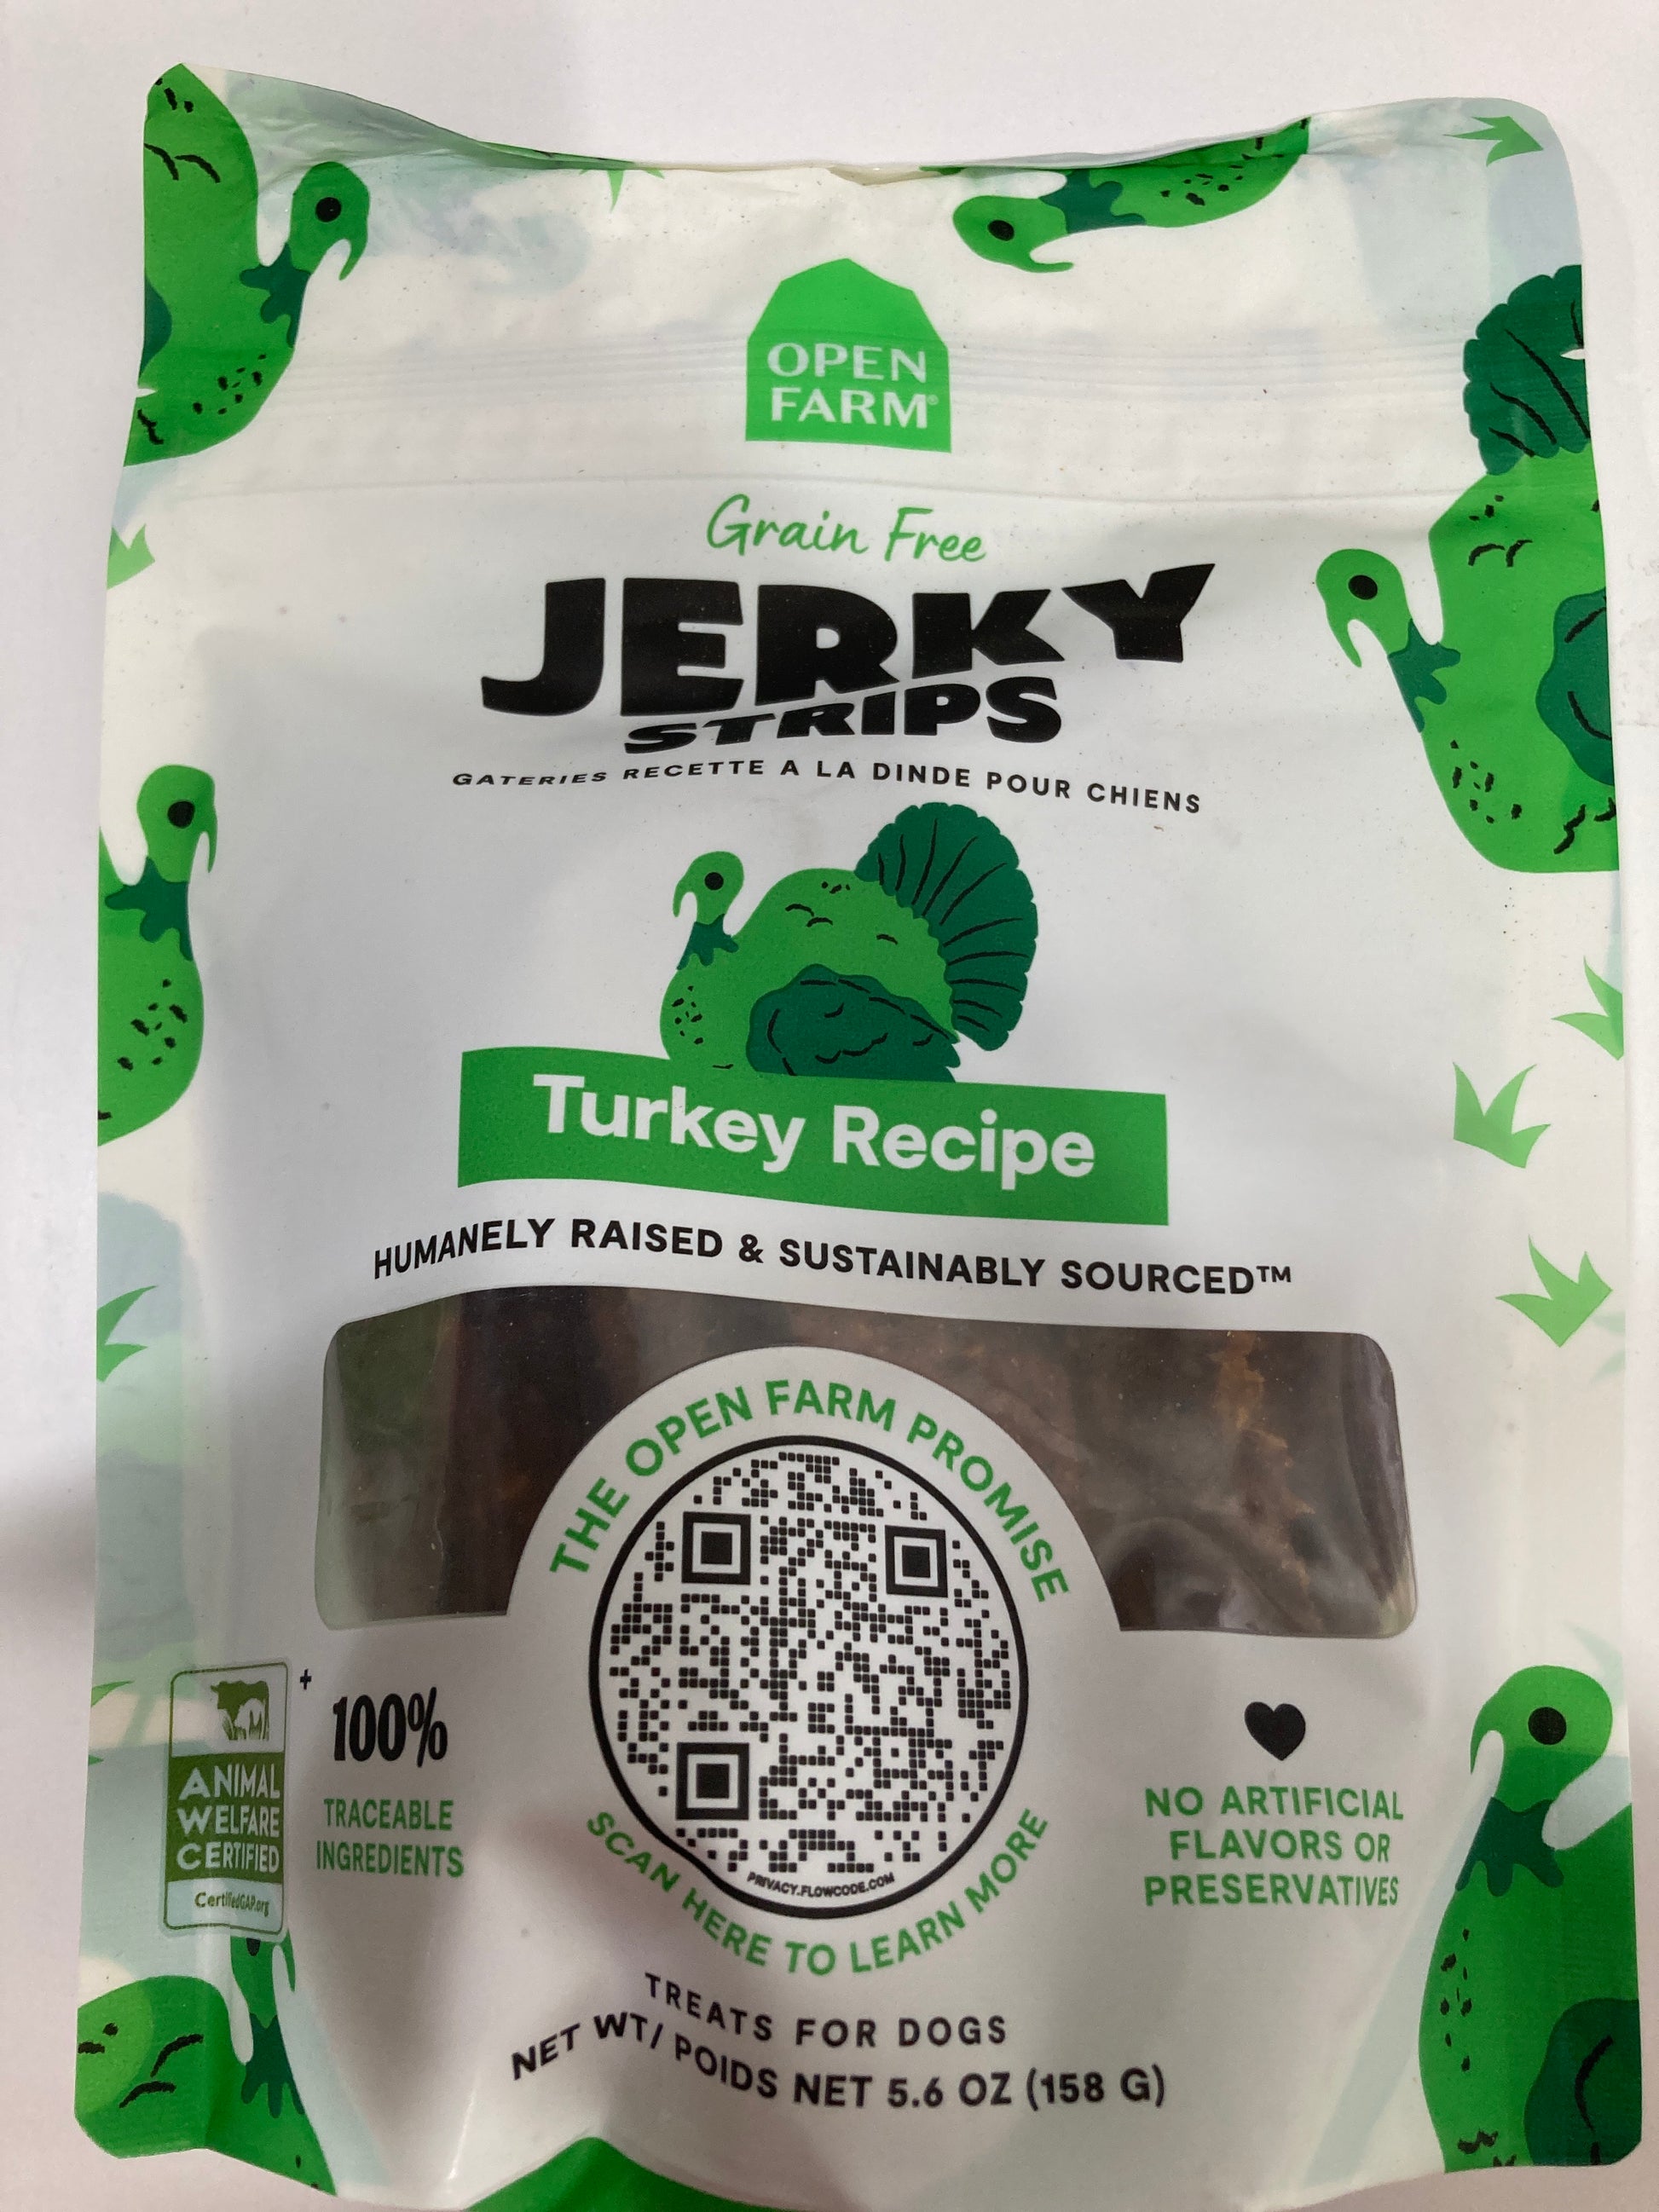 OPEN
FARM®
Grain Free
JERKY
STRIPS
GATERIES RECETTE A LA DINDE POUR CHIENS
Turkey Recipe
HUMANELY RAISED & SUSTAINABLY SOURCED™
THE OPEN FARM PROMISE
PRIVACY.FLOWCODE.COM
SCAN HERE TO LEARN MORE
+
ANIMAL
WELFARE
CERTIFIED
CertifiedGAP.org
100%
TRACEABLE
INGREDIENTS
NO ARTIFICIAL
FLAVORS OR
PRESERVATIVES
TREATS FOR DOGS
NET WT/ POIDS NET 5.6 OZ (158 G)